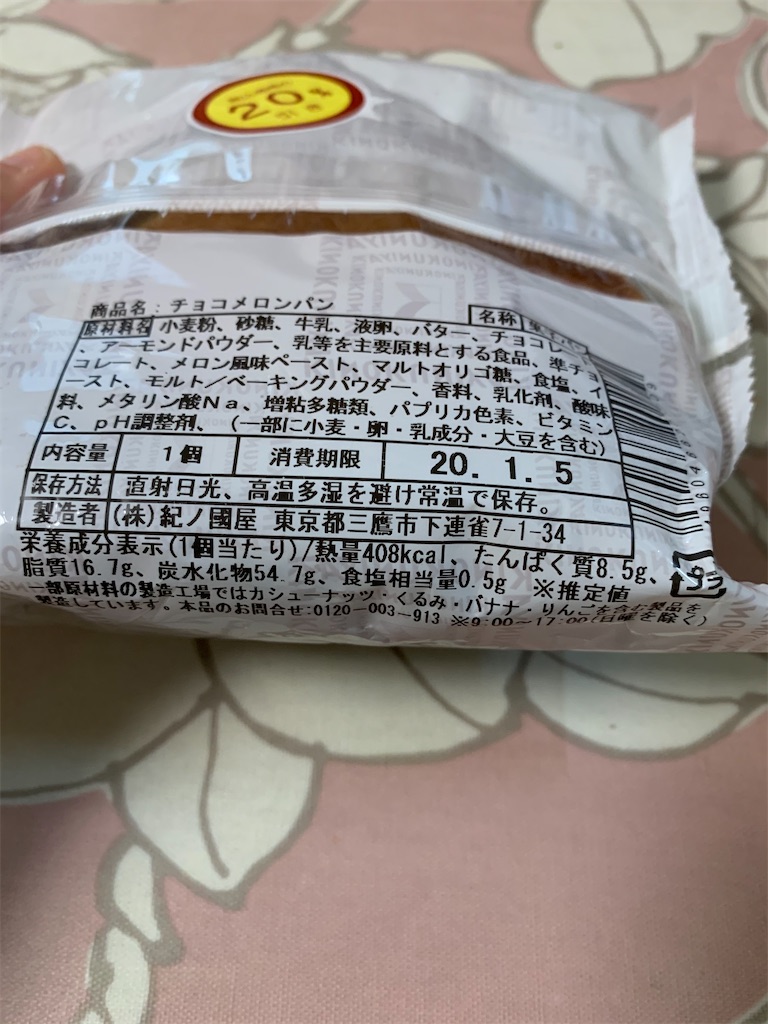 20
引き
KINOKUNIYA
商品名：チョコメロンパン
名称
原材料名 小麦粉、砂糖、牛乳、液卵、バター、チョコレー
、アーモンドパウダー、乳等を主要原料とする食品、準チョ
コレート、メロン風味ペースト、マルトオリゴ糖、食塩、イ
ースト、モルト／ベーキングパウダー、香料、乳化剤、酸味
料、メタリン酸Ｎａ、増粘多糖類、パプリカ色素、ビタミン
Ｃ、ｐＨ調整剤、（一部に小麦・卵・乳成分・大豆を含む）
内容量 1個 消費期限 20. 1. 5
保存方法 直射日光、高温多湿を避け常温で保存。
製造者 (株)紀ノ國屋 東京都三鷹市下連雀7-1-34
栄養成分表示(1個当たり)/熱量408kcal、たんぱく質8.5g、
脂質16.7g、炭水化物54.7g、食塩相当量0.5g ※推定値
プラ
一部原材料の製造工場ではカシューナッツ・くるみ・バナナ・りんごを含む製品を
製造しています。本品のお問合せ:0120-003-913 ※9:00～17:00(日曜を除く)